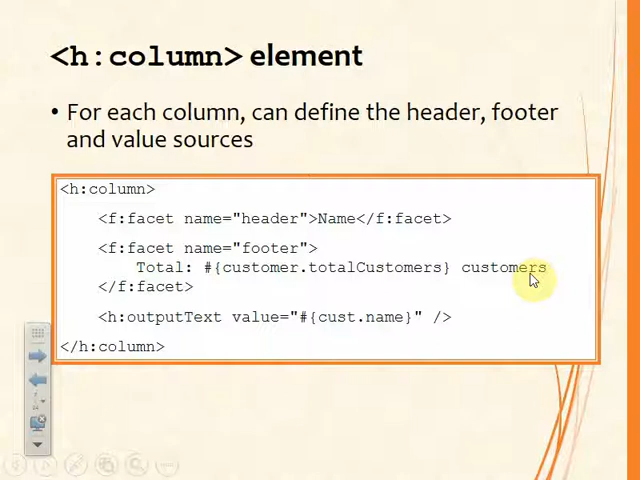 <h:column> element
• For each column, can define the header, footer
and value sources
<h:column>
<f:facet name="header">Name</f:facet>
<f:facet name="footer">
Total: #{customer.totalCustomers} customers
</f:facet>
<h:outputText value="#{cust.name}" />
</h:column>